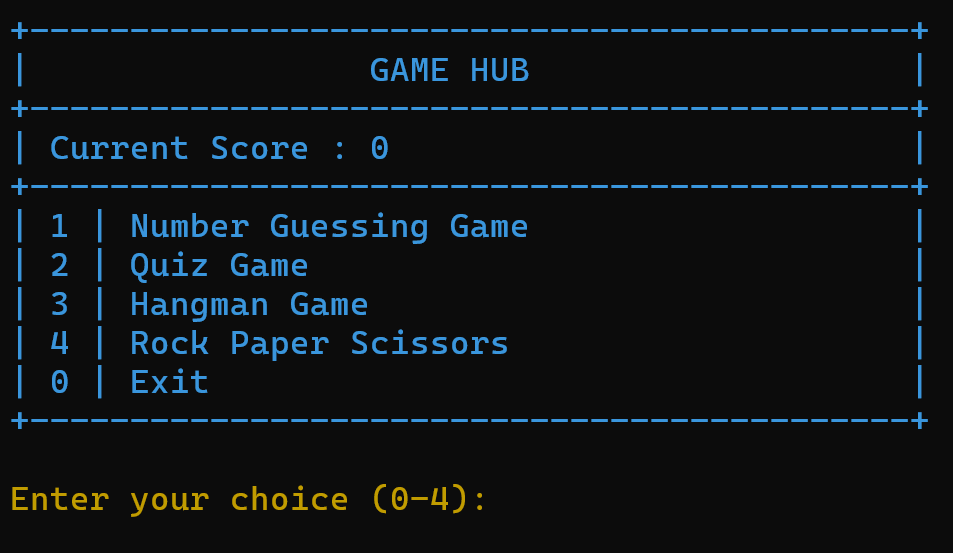 +--------------------------------------------+
|                 GAME HUB                   |
+--------------------------------------------+
| Current Score : 0                          |
+--------------------------------------------+
| 1 | Number Guessing Game                   |
| 2 | Quiz Game                              |
| 3 | Hangman Game                           |
| 4 | Rock Paper Scissors                    |
| 0 | Exit                                   |
+--------------------------------------------+
Enter your choice (0-4):